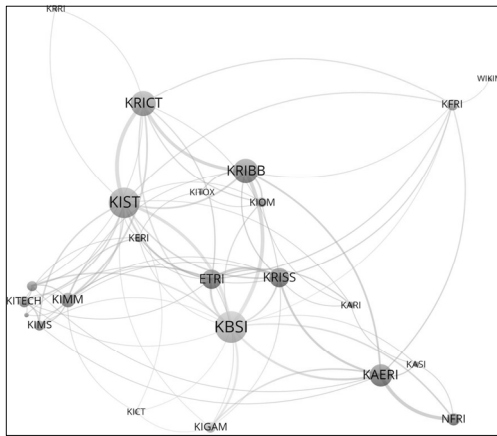 KRRI
KRICT
KFRI
KRIBB
KITOX
KIOM
KIST
KERI
ETRI
KRISS
KITECH
KIMM
KARI
KIMS
KBSI
KASI
KAERI
KICT
KIGAM
NFRI